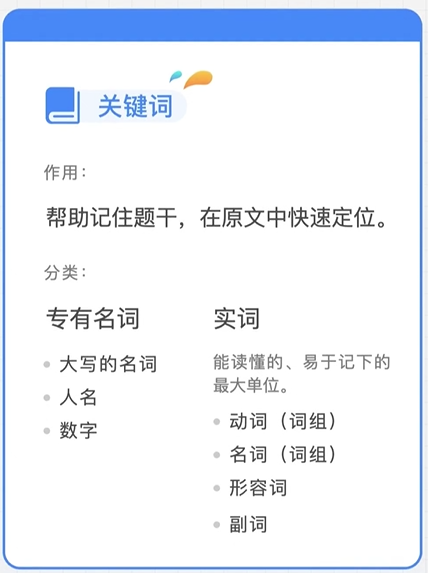 关键词
作用：
帮助记住题干，在原文中快速定位。
分类：
专有名词
大写的名词
人名
数字
实词
能读懂的、易于记下的
最大单位。
动词（词组）
名词（词组）
形容词
副词